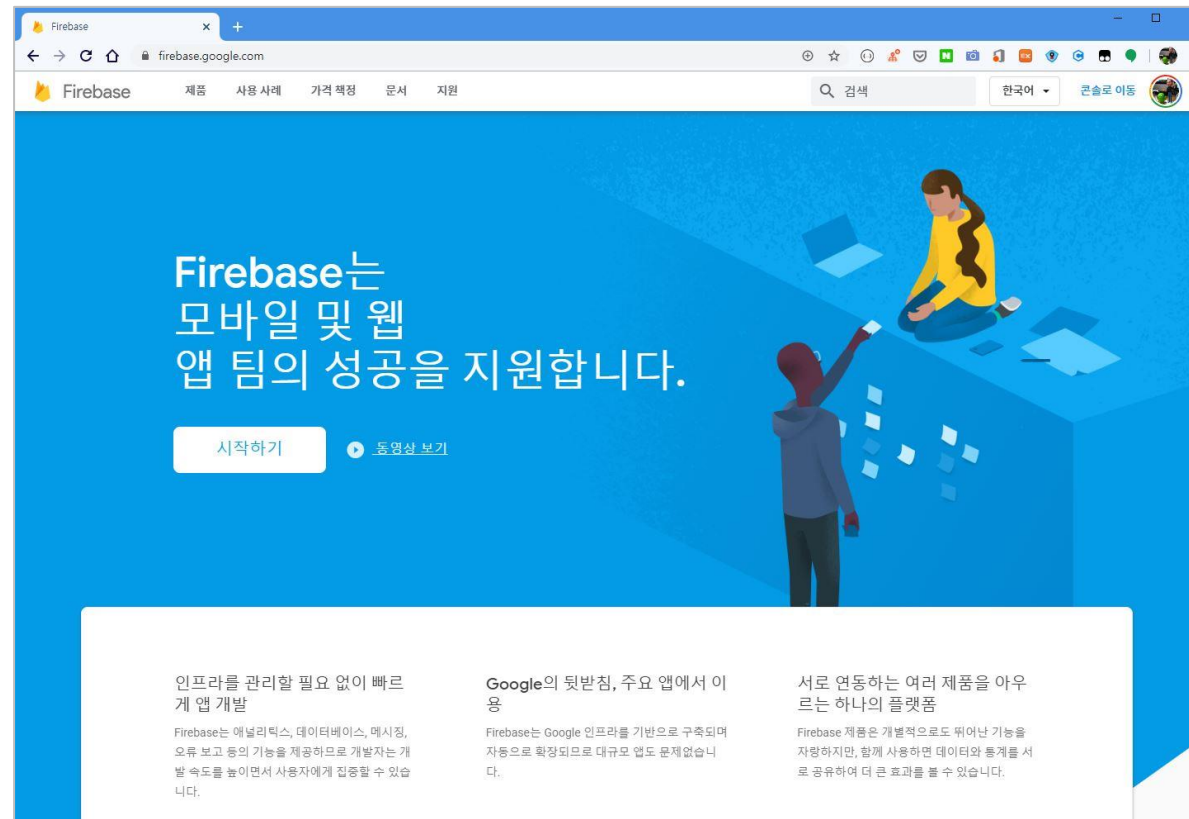 Firebase
firebase.google.com
Firebase 제품 사용 사례 가격 책정 문서 지원 검색 한국어 콘솔로 이동
Firebase는
모바일 및 웹
앱 팀의 성공을 지원합니다.
시작하기 동영상 보기
인프라를 관리할 필요 없이 빠르
게 앱 개발
Firebase는 애널리틱스, 데이터베이스, 메시징,
오류 보고 등의 기능을 제공하므로 개발자는 개
발 속도를 높이면서 사용자에게 집중할 수 있습
니다.
Google의 뒷받침, 주요 앱에서 이
용
Firebase는 Google 인프라를 기반으로 구축되며
자동으로 확장되므로 대규모 앱도 문제없습니
다.
서로 연동하는 여러 제품을 아우
르는 하나의 플랫폼
Firebase 제품은 개별적으로도 뛰어난 기능을
자랑하지만, 함께 사용하면 데이터와 통계를 서
로 공유하여 더 큰 효과를 볼 수 있습니다.